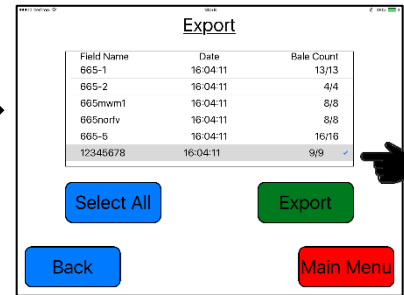 Export
Field Name Date Bale Count
665-1 16:04:11 13/13
665-2 16:04:11 4/4
665mwm1 16:04:11 8/8
665norfv 16:04:11 8/8
665-5 16:04:11 16/16
12345678 16:04:11 9/9
Select All Export
Back Main Menu